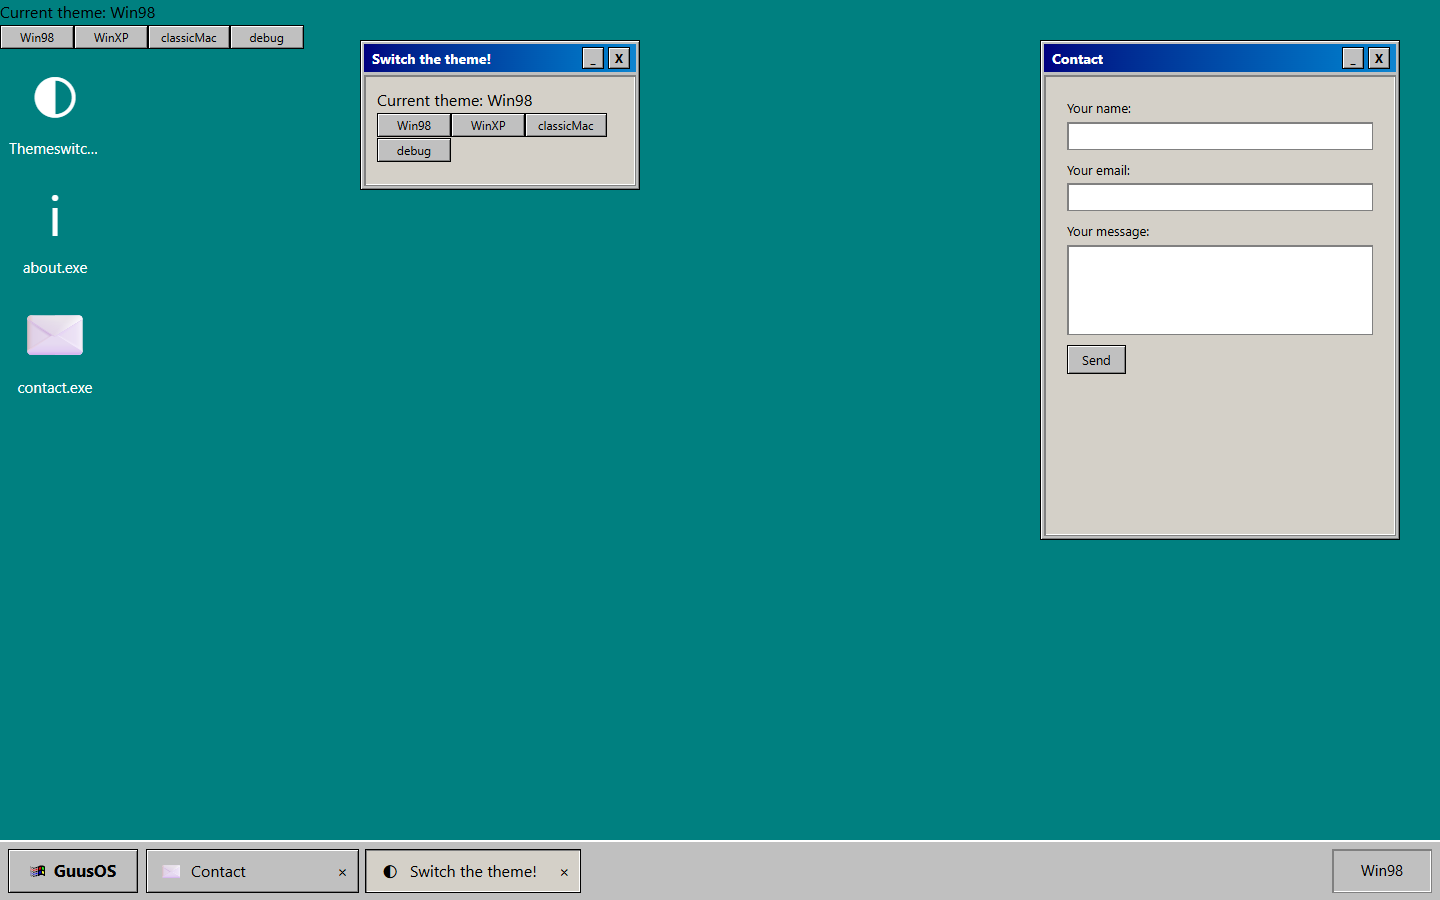 Current theme: Win98
Win98 WinXP classicMac debug
Themeswitc...
about.exe
contact.exe
Switch the theme! _ X
Current theme: Win98
Win98 WinXP classicMac
debug
Contact _ X
Your name:
Your email:
Your message:
Send
GuusOS Contact × Switch the theme! × Win98